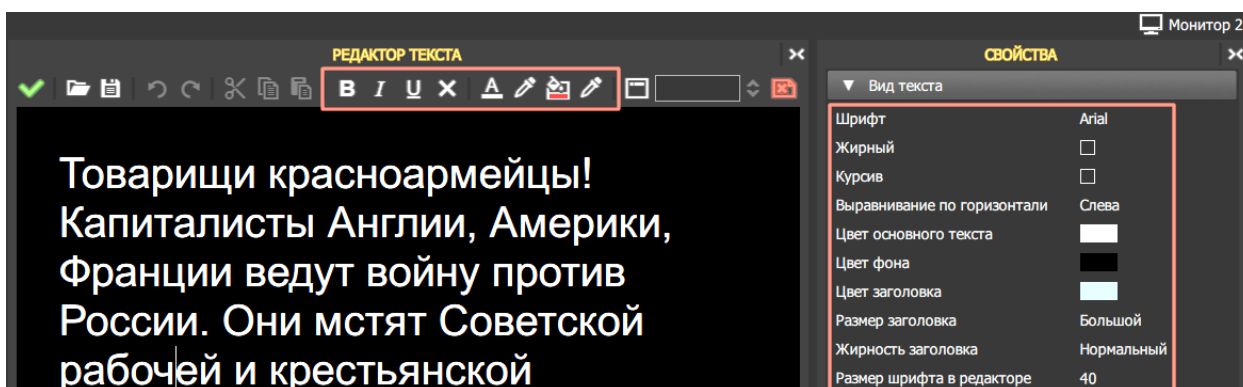 Монитор 2
РЕДАКТОР ТЕКСТА
СВОЙСТВА
B I U A
Вид текста
Товарищи красноармейцы!
Капиталисты Англии, Америки,
Франции ведут войну против
России. Они мстят Советской
рабочей и крестьянской
Шрифт Arial
Жирный
Курсив
Выравнивание по горизонтали Слева
Цвет основного текста
Цвет фона
Цвет заголовка
Размер заголовка Большой
Жирность заголовка Нормальный
Размер шрифта в редакторе 40